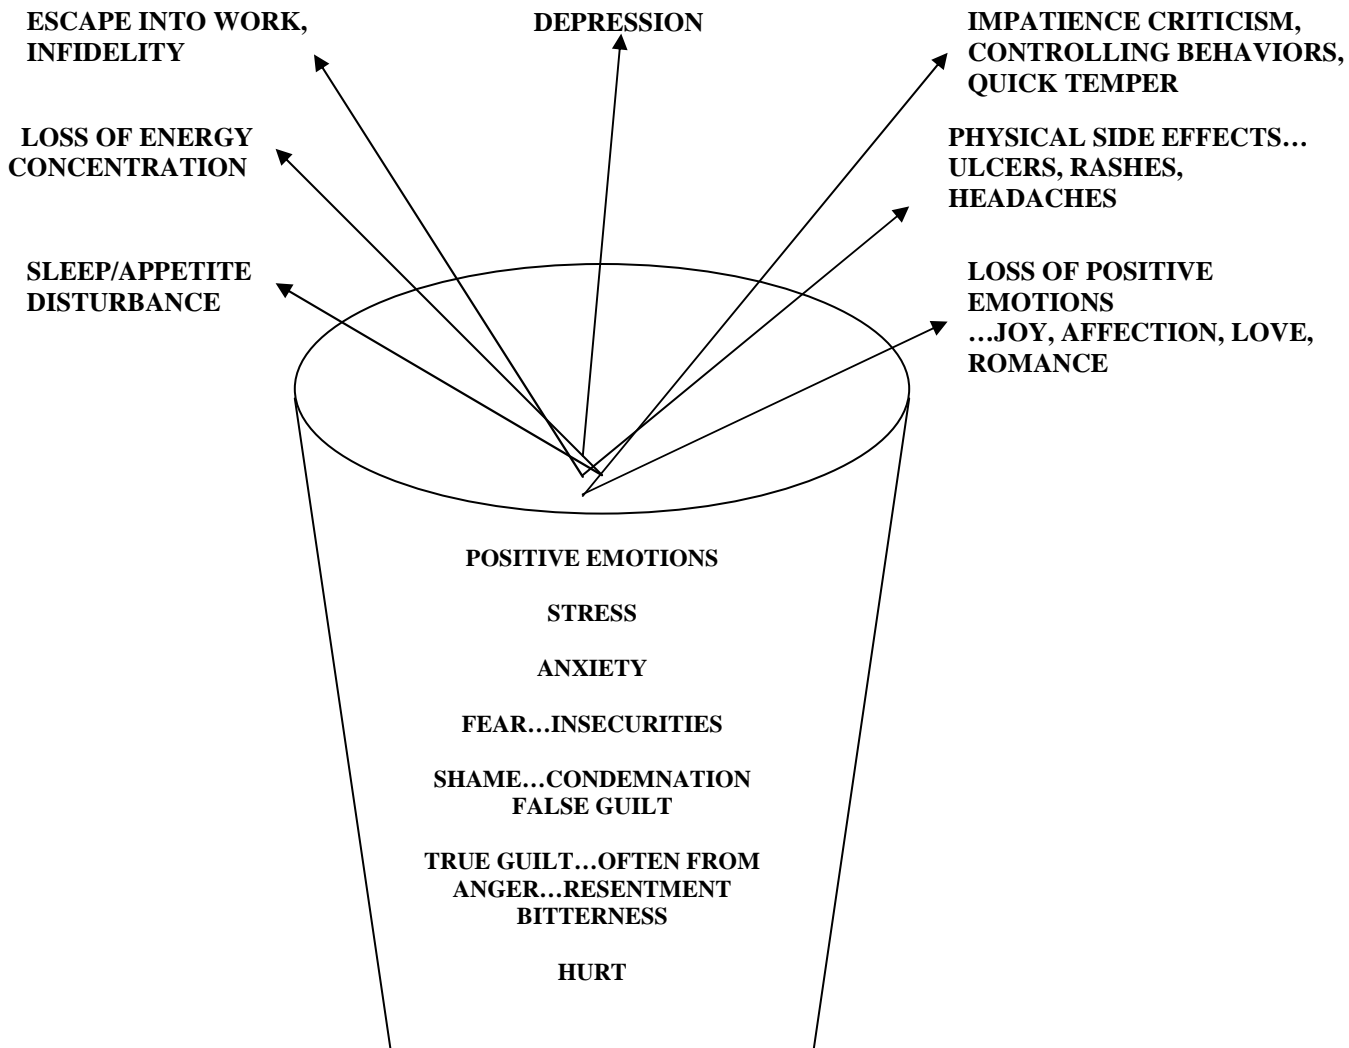 ESCAPE INTO WORK,
INFIDELITY
DEPRESSION
IMPATIENCE CRITICISM,
CONTROLLING BEHAVIORS,
QUICK TEMPER
LOSS OF ENERGY
CONCENTRATION
PHYSICAL SIDE EFFECTS…
ULCERS, RASHES,
HEADACHES
SLEEP/APPETITE
DISTURBANCE
LOSS OF POSITIVE
EMOTIONS
…JOY, AFFECTION, LOVE,
ROMANCE
POSITIVE EMOTIONS
STRESS
ANXIETY
FEAR…INSECURITIES
SHAME…CONDEMNATION
FALSE GUILT
TRUE GUILT…OFTEN FROM
ANGER…RESENTMENT
BITTERNESS
HURT